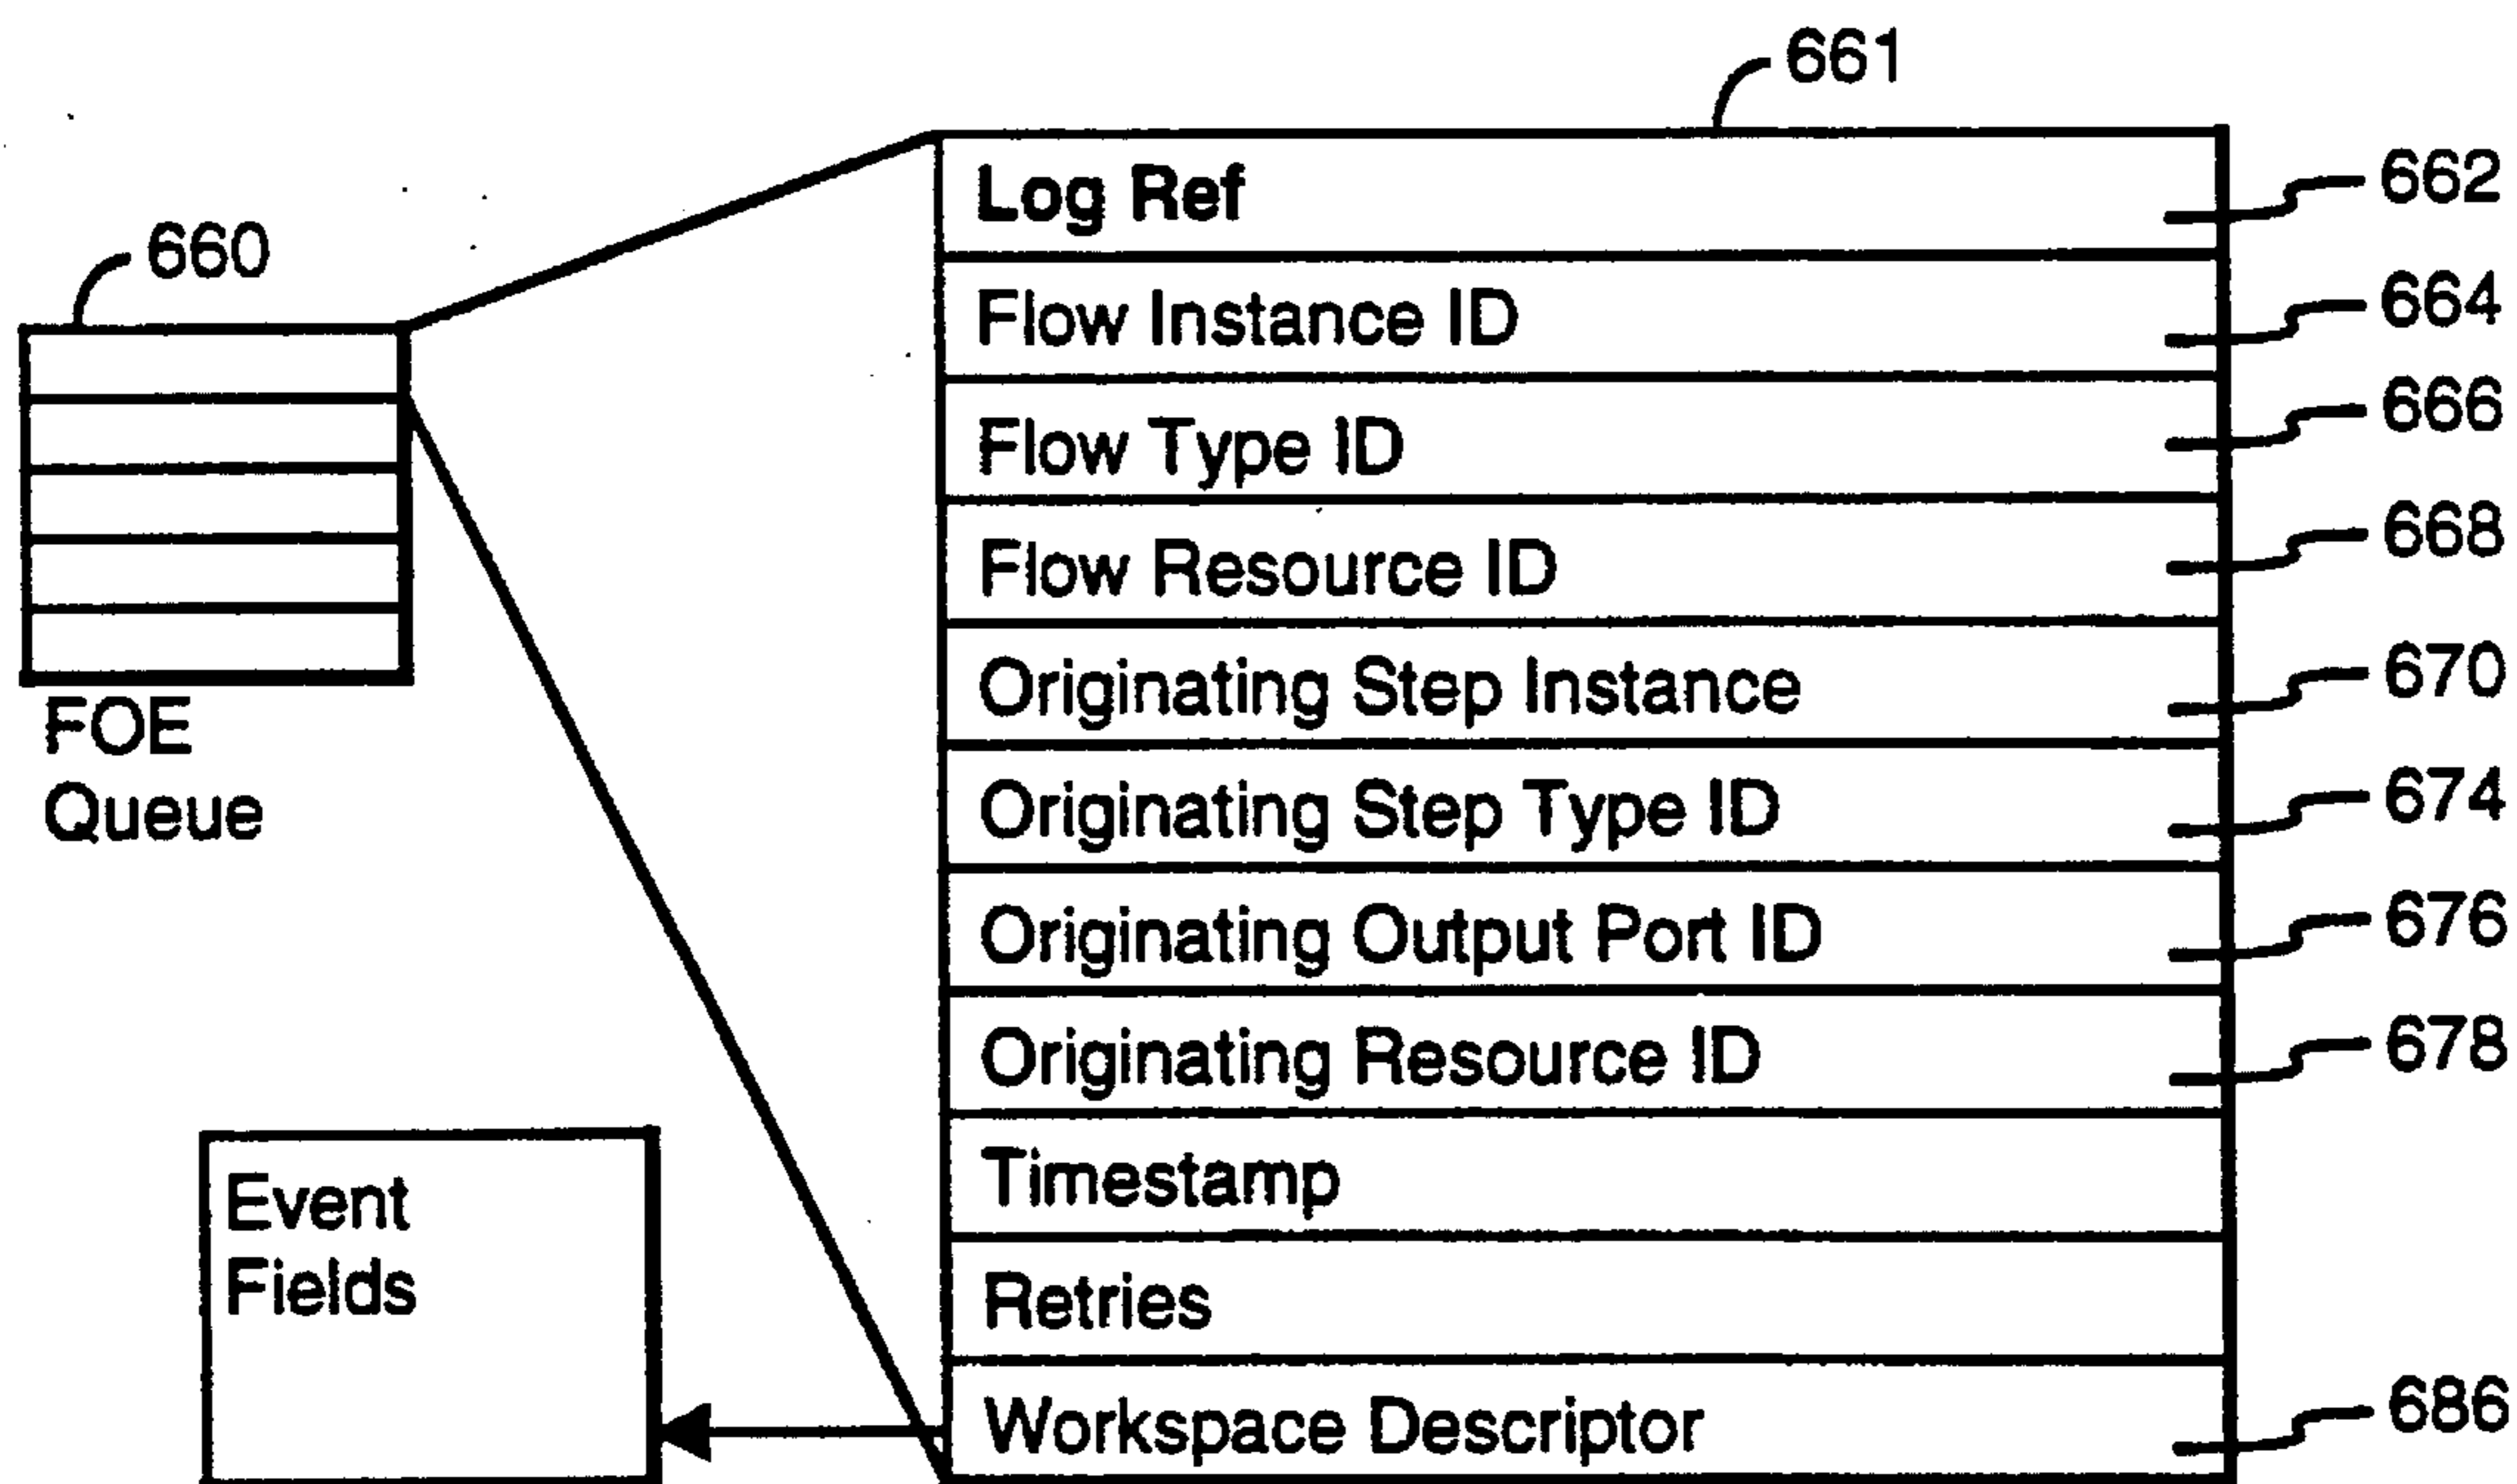 661
Log Ref
662
660
Flow Instance ID
664
Flow Type ID
666
Flow Resource ID
668
Originating Step Instance
670
FOE
Queue
Originating Step Type ID
674
Originating Output Port ID
676
Originating Resource ID
678
Timestamp
Event
Fields
Retries
Workspace Descriptor
686